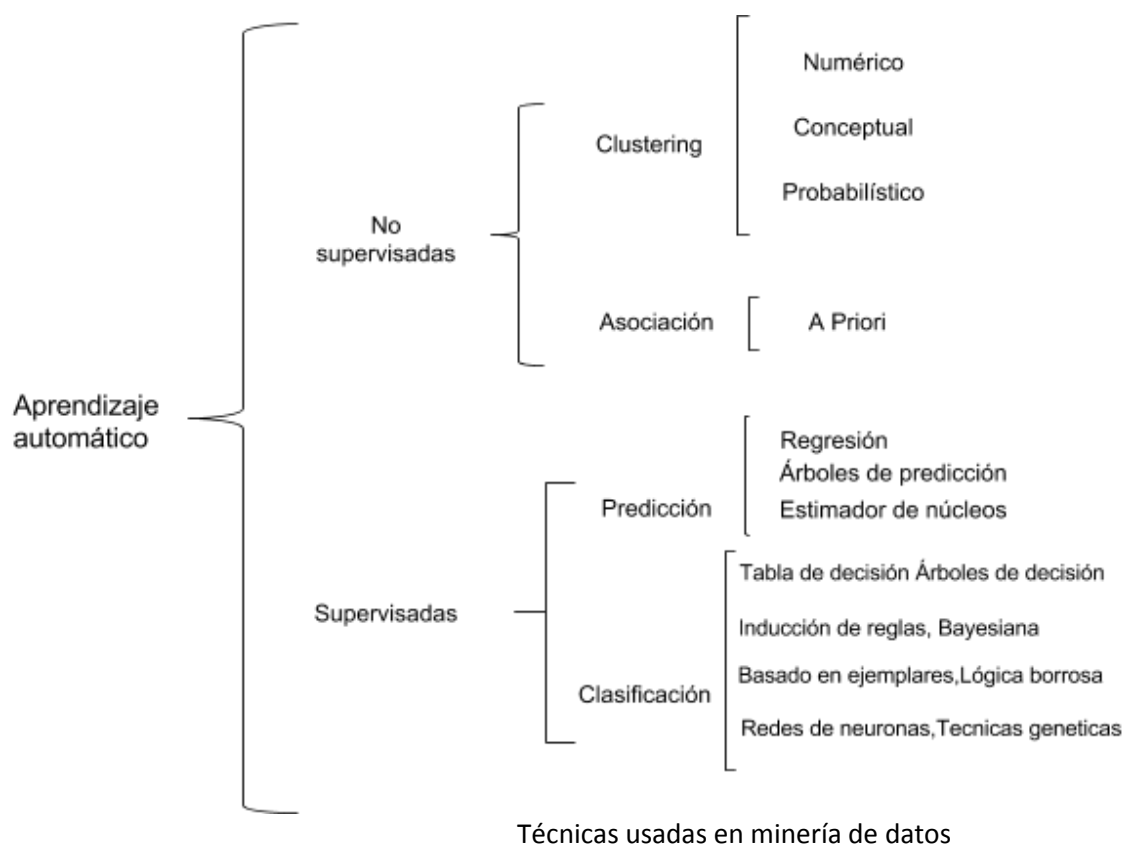 Aprendizaje
automático
No
supervisadas
Clustering
Numérico
Conceptual
Probabilístico
Asociación
A Priori
Supervisadas
Predicción
Regresión
Árboles de predicción
Estimador de núcleos
Clasificación
Tabla de decisión Árboles de decisión
Inducción de reglas, Bayesiana
Basado en ejemplares,Lógica borrosa
Redes de neuronas,Tecnicas geneticas
Técnicas usadas en minería de datos